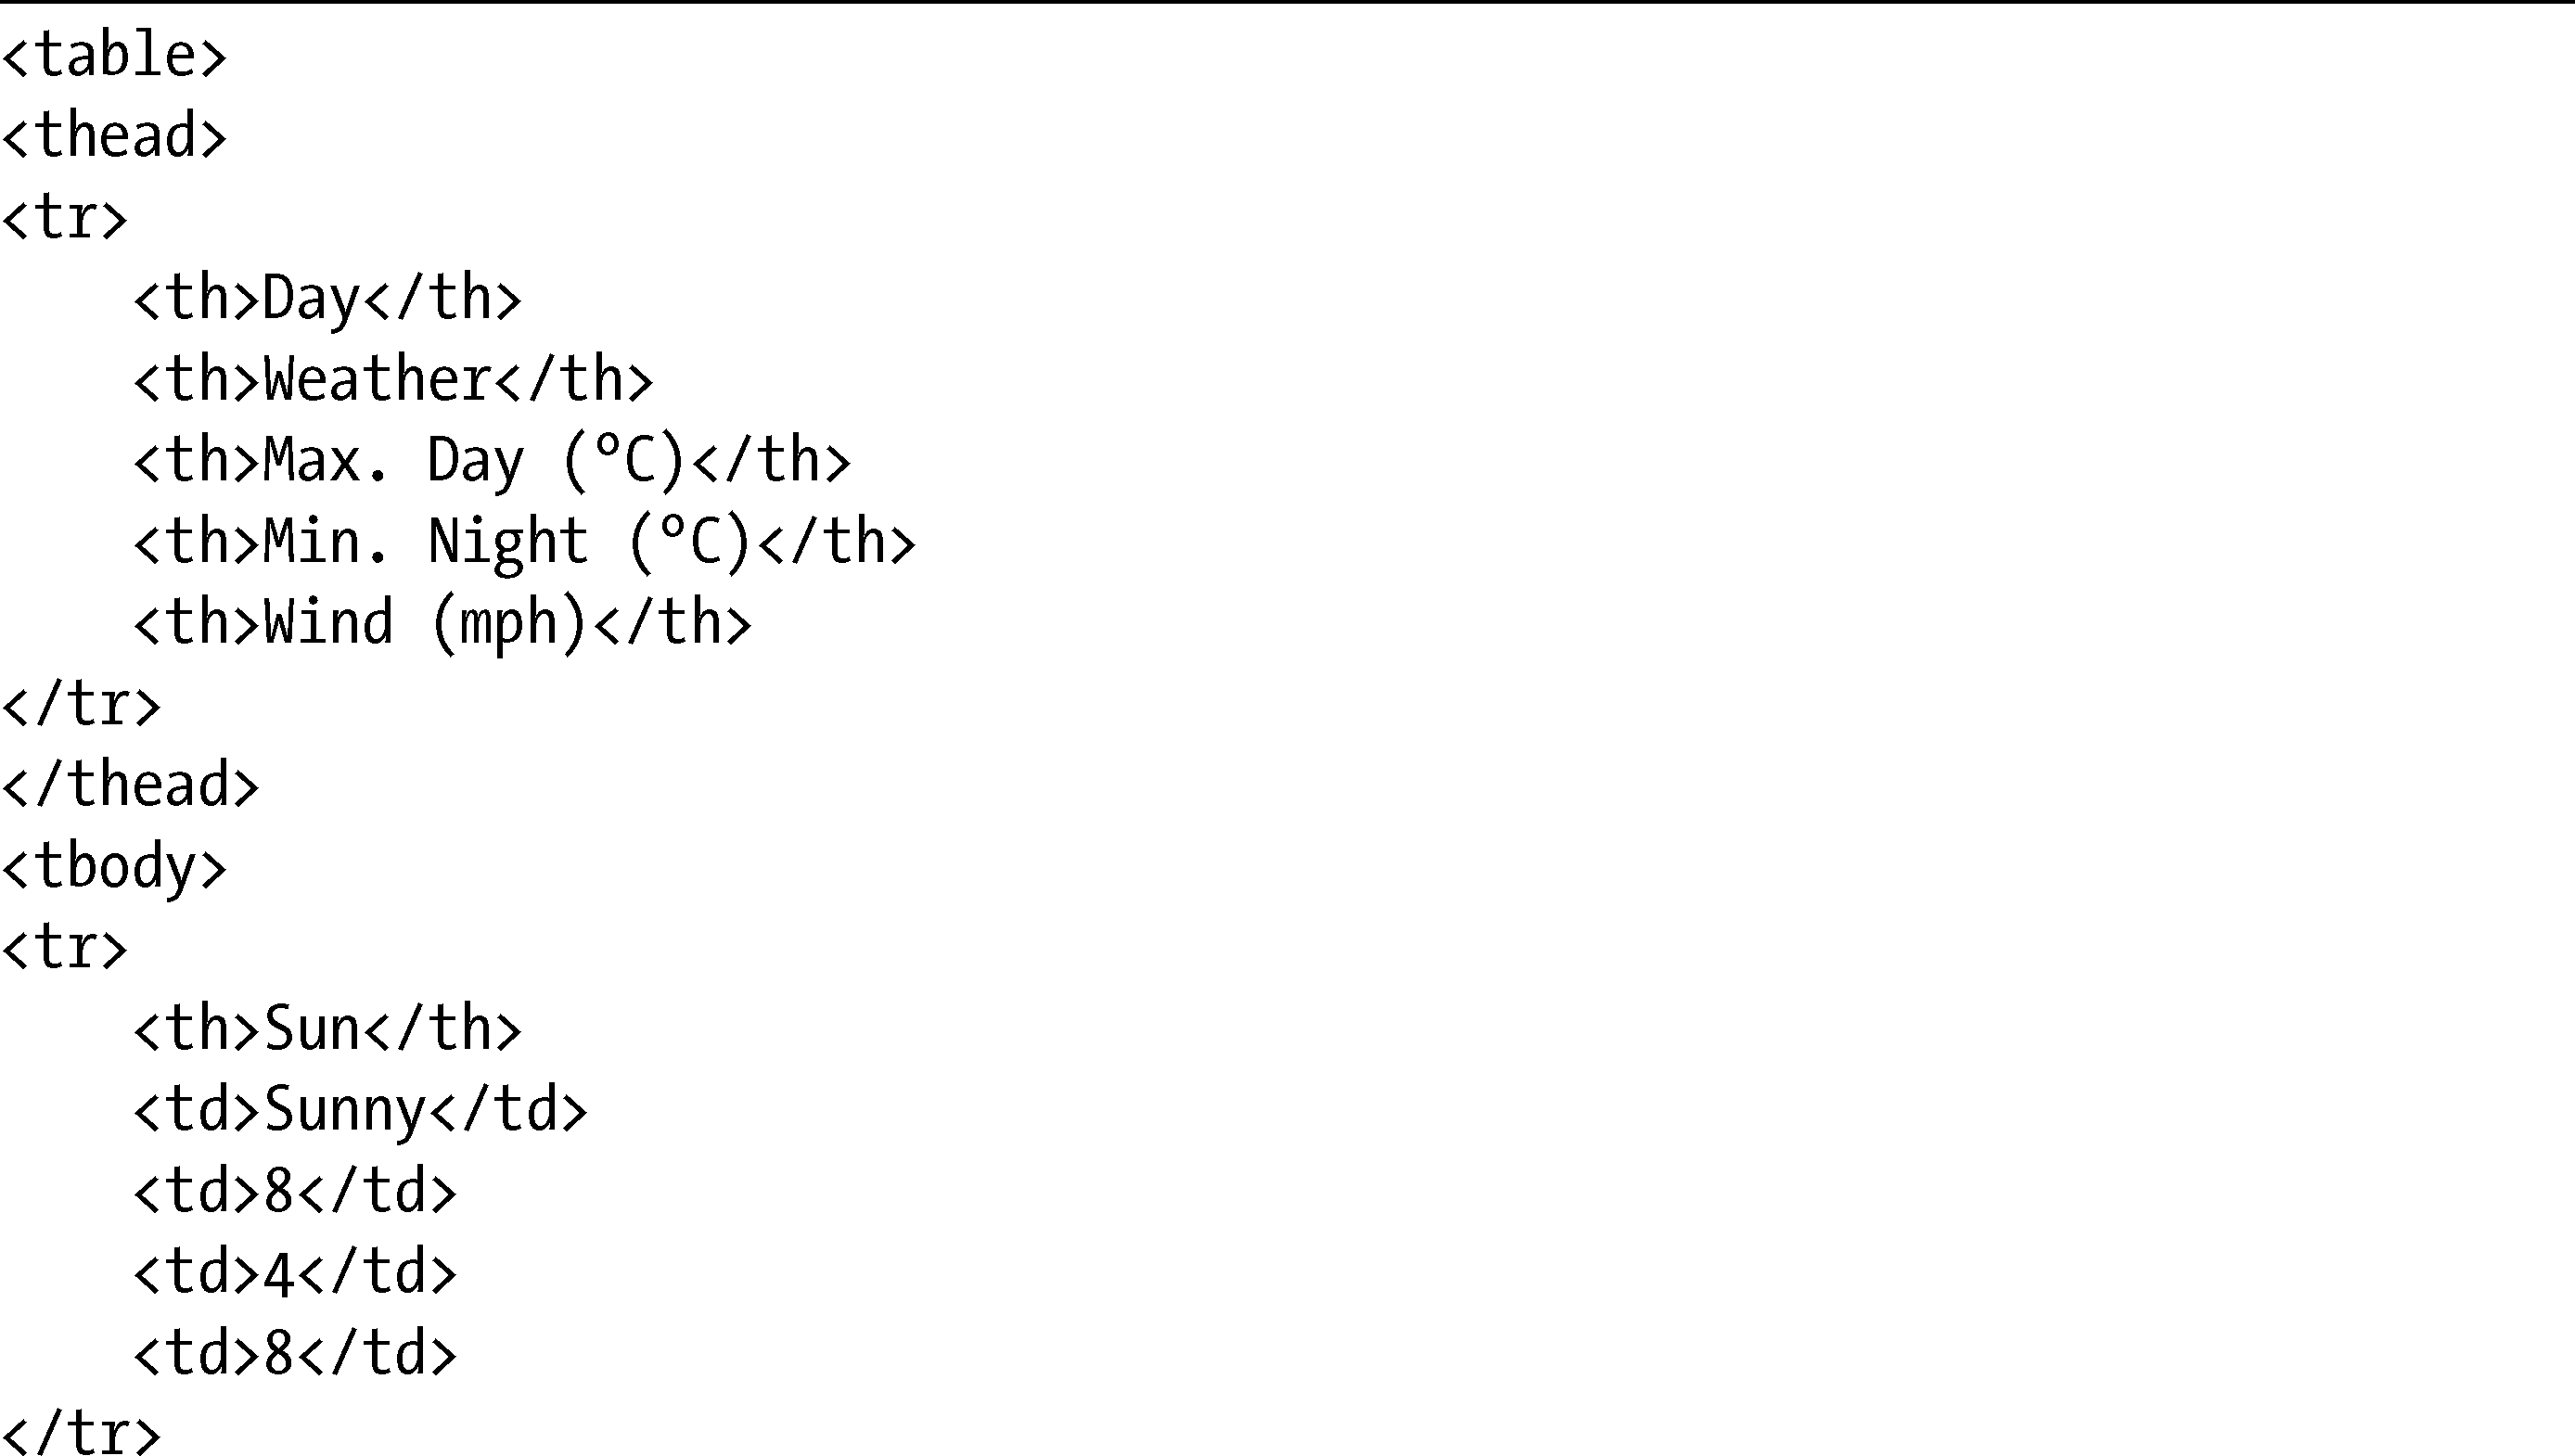 <table>
<thead>
<tr>
    <th>Day</th>
    <th>Weather</th>
    <th>Max. Day (ºC)</th>
    <th>Min. Night (ºC)</th>
    <th>Wind (mph)</th>
</tr>
</thead>
<tbody>
<tr>
    <th>Sun</th>
    <td>Sunny</td>
    <td>8</td>
    <td>4</td>
    <td>8</td>
</tr>